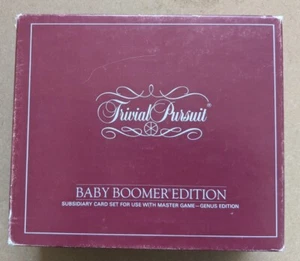 Trivial Pursuit®
BABY BOOMER EDITION
SUBSIDIARY CARD SET FOR USE WITH MASTER GAME – GENUS EDITION